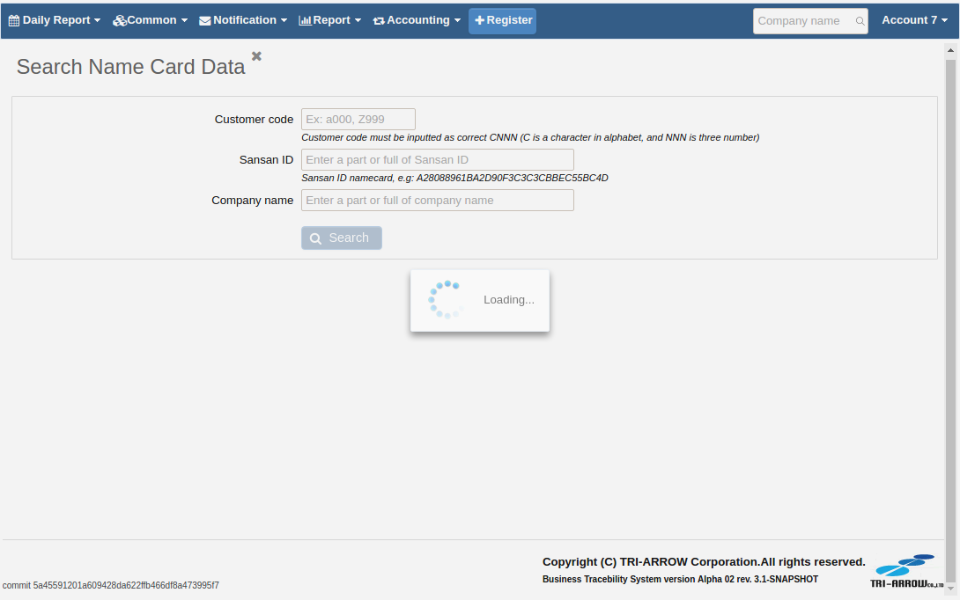 Daily Report Common Notification Report Accounting Register Company name Account 7
Search Name Card Data
Customer code Ex: a000, Z999
Customer code must be inputted as correct CNNN (C is a character in alphabet, and NNN is three number)
Sansan ID Enter a part or full of Sansan ID
Sansan ID namecard, e.g: A28088961BA2D90F3C3C3CBBEC55BC4D
Company name Enter a part or full of company name
Search
Loading...
Copyright (C) TRI-ARROW Corporation.All rights reserved.
Business Tracebility System version Alpha 02 rev. 3.1-SNAPSHOT
TRI-ARROW CO.,LTD
commit 5a45591201a609428da622ffb466df8a473995f7